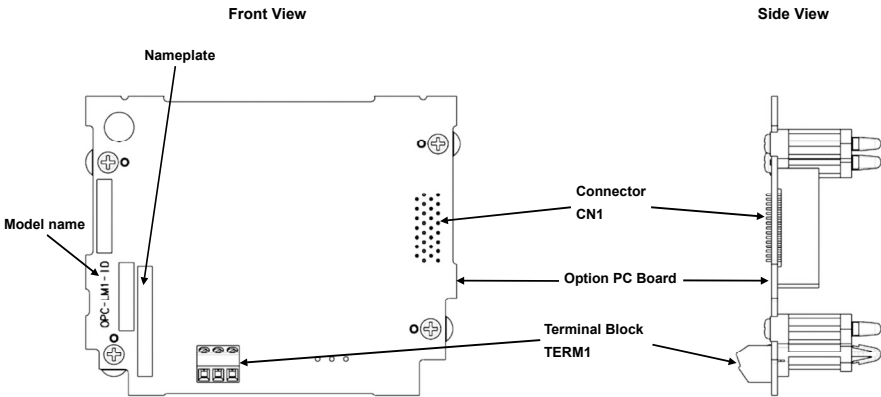 Front View
Side View
Nameplate
Model name
OPC-LM1-ID
Connector
CN1
Option PC Board
Terminal Block
TERM1